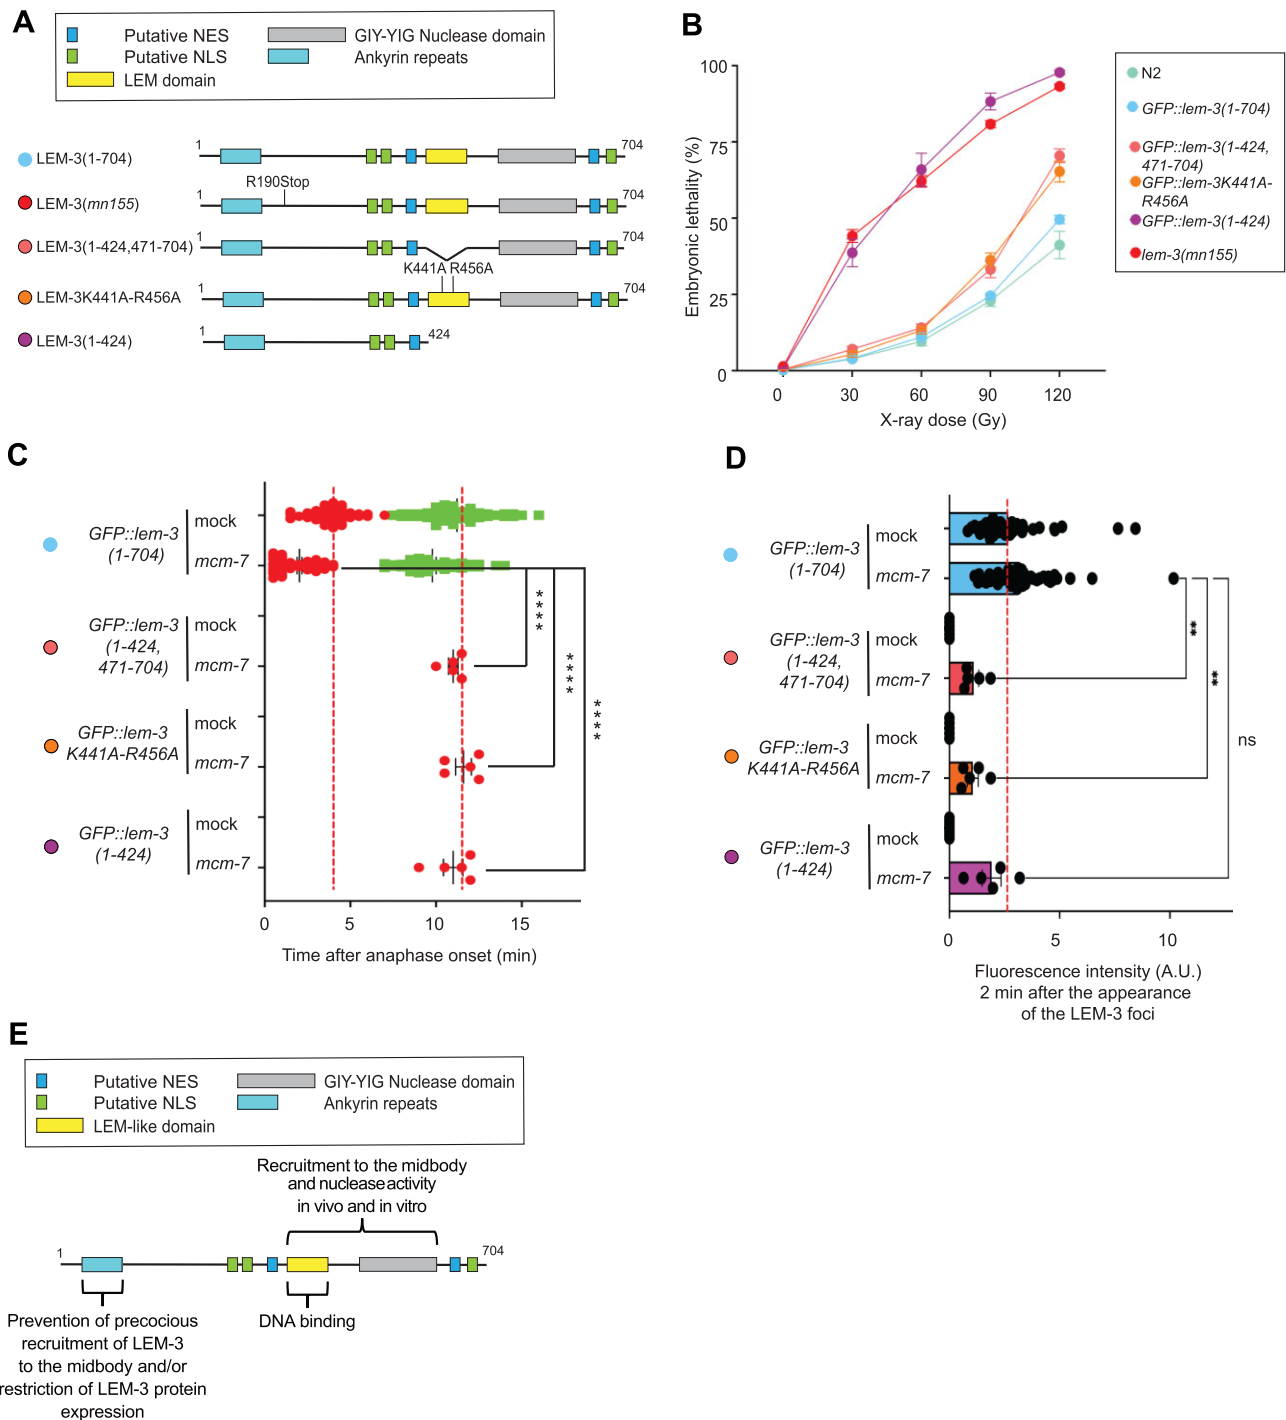 A
Putative NES
GIY-YIG Nuclease domain
Putative NLS
Ankyrin repeats
LEM domain
LEM-3(1-704)
1
704
LEM-3(mn155)
R190Stop
1
704
LEM-3(1-424,471-704)
1
704
K441A R456A
LEM-3K441A-R456A
1
704
LEM-3(1-424)
1
424
B
Embryonic lethality (%)
100
75
50
25
0
0 30 60 90 120
X-ray dose (Gy)
N2
GFP::lem-3(1-704)
GFP::lem-3(1-424,
471-704)
GFP::lem-3K441A-
R456A
GFP::lem-3(1-424)
lem-3(mn155)
C
GFP::lem-3
(1-704)
mock
mcm-7
GFP::lem-3
(1-424,
471-704)
mock
mcm-7
GFP::lem-3
K441A-R456A
mock
mcm-7
GFP::lem-3
(1-424)
mock
mcm-7
****
****
****
0 5 10 15
Time after anaphase onset (min)
D
GFP::lem-3
(1-704)
mock
mcm-7
GFP::lem-3
(1-424,
471-704)
mock
mcm-7
GFP::lem-3
K441A-R456A
mock
mcm-7
GFP::lem-3
(1-424)
mock
mcm-7
**
**
ns
0 5 10
Fluorescence intensity (A.U.)
2 min after the appearance
of the LEM-3 foci
E
Putative NES
GIY-YIG Nuclease domain
Putative NLS
Ankyrin repeats
LEM-like domain
Recruitment to the midbody
and nuclease activity
in vivo and in vitro
1
704
Prevention of precocious
recruitment of LEM-3
to the midbody and/or
restriction of LEM-3 protein
expression
DNA binding